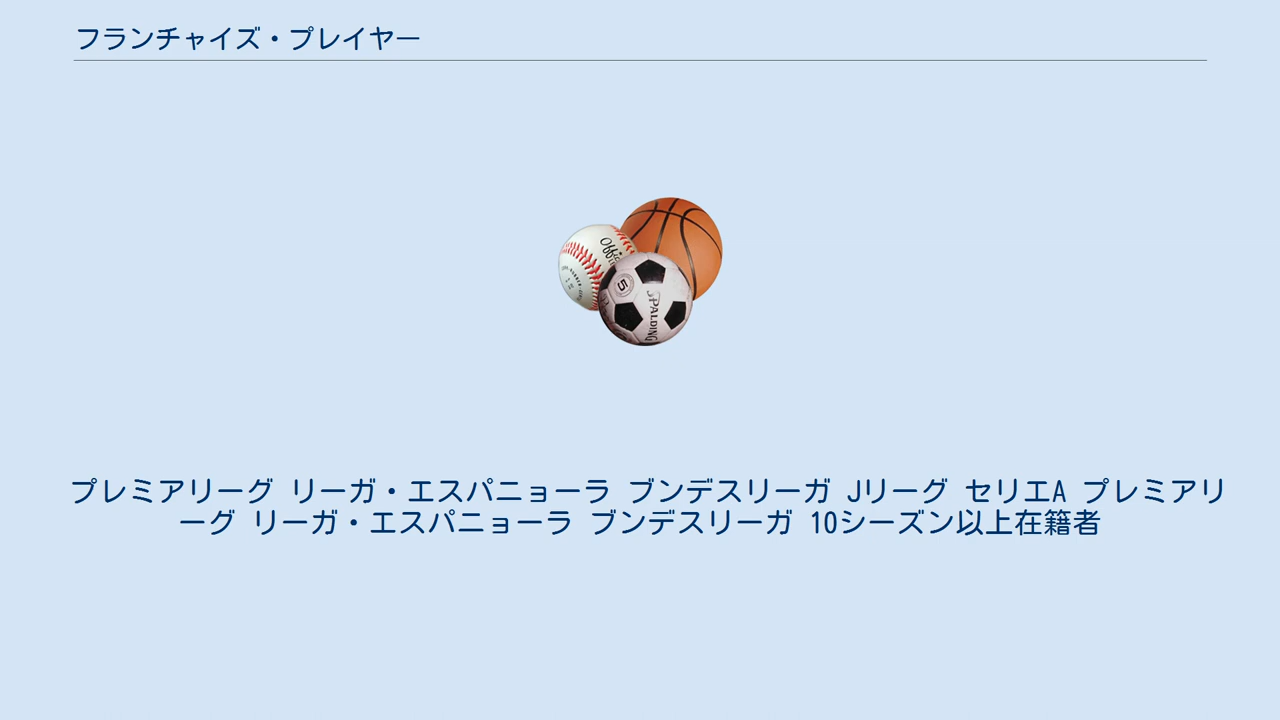 フランチャイズ・プレイヤー
Offic
5
SPALDING
プレミアリーグ リーガ・エスパニョーラ ブンデスリーガ Jリーグ セリエA プレミアリ
ーグ リーガ・エスパニョーラ ブンデスリーガ 10シーズン以上在籍者